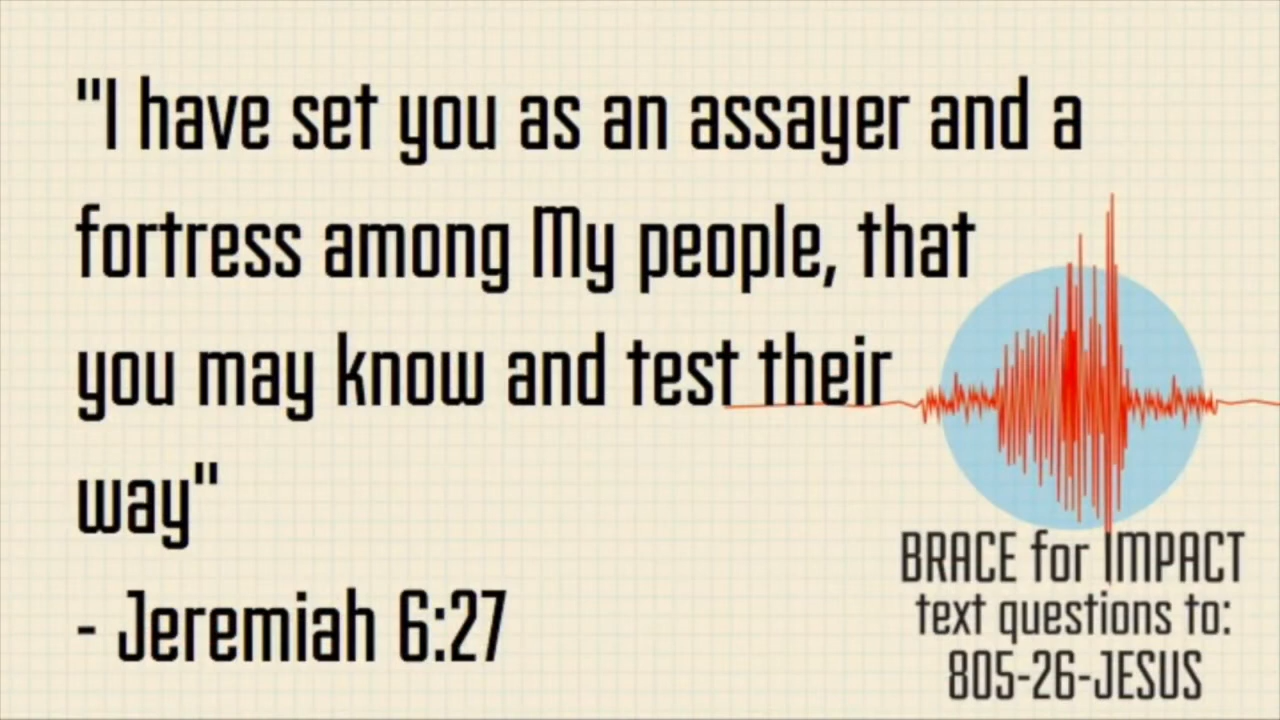 "I have set you as an assayer and a
fortress among My people, that
you may know and test their
way"
- Jeremiah 6:27
BRACE for IMPACT
text questions to:
805-26-JESUS